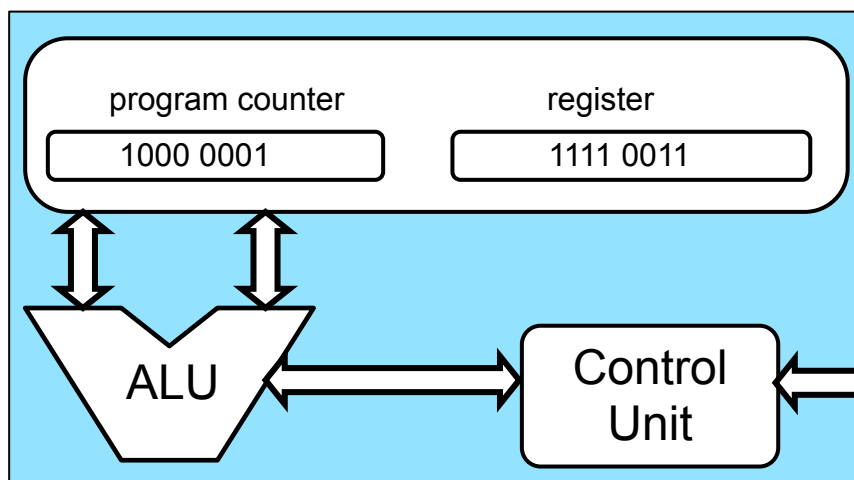 program counter
register
1000 0001
1111 0011
ALU
Control
Unit